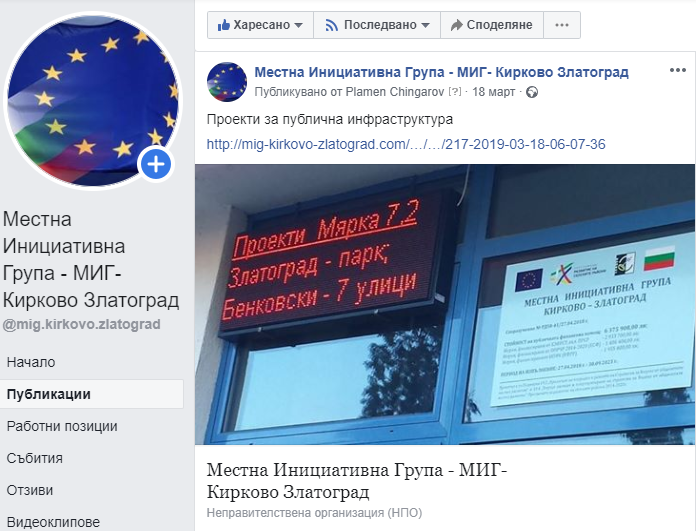 Харесано
Последвано
Споделяне
Местна Инициативна Група - МИГ- Кирково Златоград
Публикувано от Plamen Chingarov [?] · 18 март ·
Проекти за публична инфраструктура
http://mig-kirkovo-zlatograd.com/…/…/217-2019-03-18-06-07-36
Проекти Мярка 7.2
Златоград - парк;
Бенковски - 7 улици
МЕСТНА ИНИЦИАТИВНА ГРУПА
КИРКОВО - ЗЛАТОГРАД
Местна Инициативна Група - МИГ-
Кирково Златоград
Неправителствена организация (НПО)
Местна
Инициативна
Група - МИГ-
Кирково Златоград
@mig.kirkovo.zlatograd
Начало
Публикации
Работни позиции
Събития
Отзиви
Видеоклипове